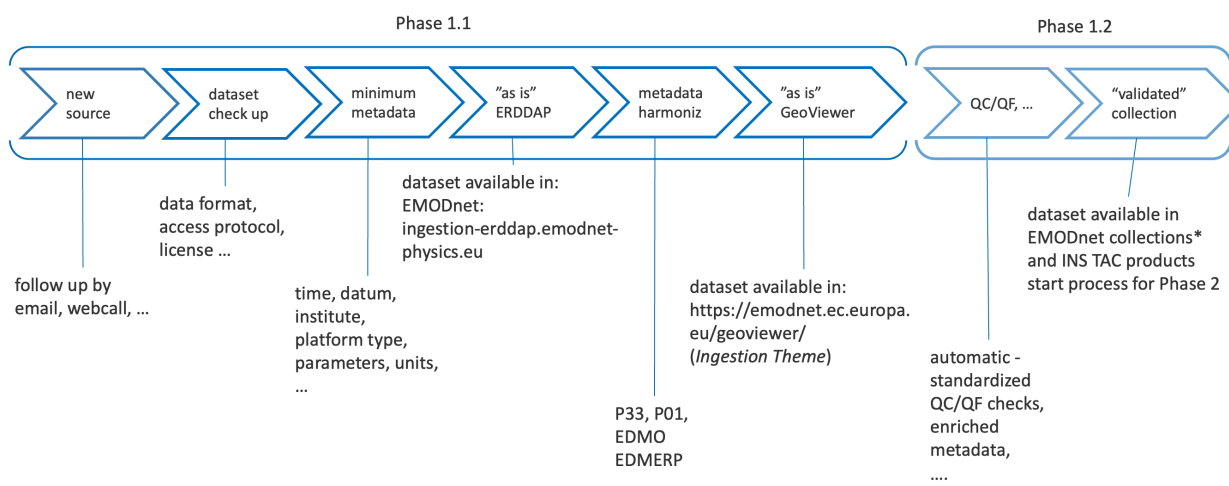 Phase 1.1
Phase 1.2
new
source
dataset
check up
minimum
metadata
”as is”
ERDDAP
metadata
harmoniz
”as is”
GeoViewer
QC/QF, ...
“validated”
collection
follow up by
email, webcall, ...
data format,
access protocol,
license ...
time, datum,
institute,
platform type,
parameters, units,
...
dataset available in:
EMODnet:
ingestion-erddap.emodnet-
physics.eu
P33, P01,
EDMO
EDMERP
dataset available in:
https://emodnet.ec.europa.
eu/geoviewer/
(Ingestion Theme)
automatic -
standardized
QC/QF checks,
enriched
metadata,
....
dataset available in
EMODnet collections*
and INS TAC products
start process for Phase 2